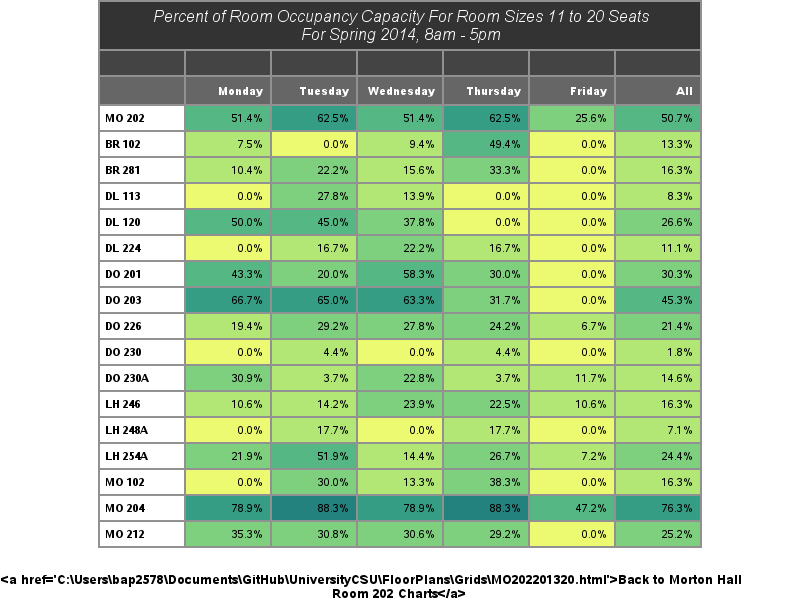 Percent of Room Occupancy Capacity For Room Sizes 11 to 20 Seats
For Spring 2014, 8am - 5pm
Monday Tuesday Wednesday Thursday Friday All
MO 202 51.4% 62.5% 51.4% 62.5% 25.6% 50.7%
BR 102 7.5% 0.0% 9.4% 49.4% 0.0% 13.3%
BR 281 10.4% 22.2% 15.6% 33.3% 0.0% 16.3%
DL 113 0.0% 27.8% 13.9% 0.0% 0.0% 8.3%
DL 120 50.0% 45.0% 37.8% 0.0% 0.0% 26.6%
DL 224 0.0% 16.7% 22.2% 16.7% 0.0% 11.1%
DO 201 43.3% 20.0% 58.3% 30.0% 0.0% 30.3%
DO 203 66.7% 65.0% 63.3% 31.7% 0.0% 45.3%
DO 226 19.4% 29.2% 27.8% 24.2% 6.7% 21.4%
DO 230 0.0% 4.4% 0.0% 4.4% 0.0% 1.8%
DO 230A 30.9% 3.7% 22.8% 3.7% 11.7% 14.6%
LH 246 10.6% 14.2% 23.9% 22.5% 10.6% 16.3%
LH 248A 0.0% 17.7% 0.0% 17.7% 0.0% 7.1%
LH 254A 21.9% 51.9% 14.4% 26.7% 7.2% 24.4%
MO 102 0.0% 30.0% 13.3% 38.3% 0.0% 16.3%
MO 204 78.9% 88.3% 78.9% 88.3% 47.2% 76.3%
MO 212 35.3% 30.8% 30.6% 29.2% 0.0% 25.2%
<a href='C:\Users\bap2578\Documents\GitHub\UniversityCSU\FloorPlans\Grids\MO202201320.html'>Back to Morton Hall
Room 202 Charts</a>